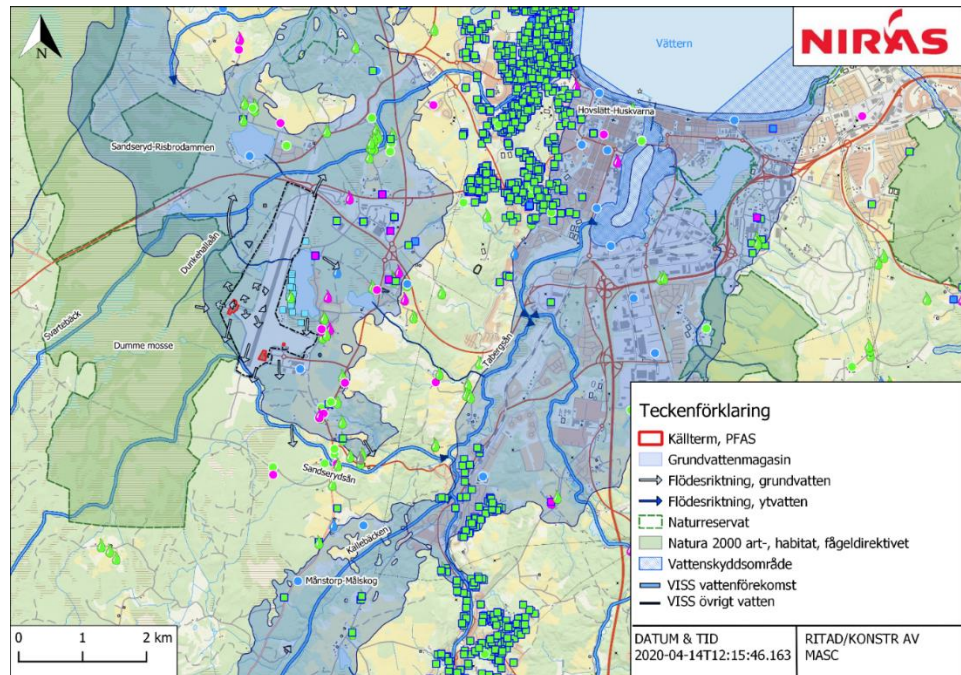 N
NIRAS
Vättern
Hovslätt-Huskvarna
Sandseryd-Risbrodammen
Dunkehallaån
Svartebäck
Dumme mosse
Tabergsån
Sandserydsån
Källebäcken
Månstorp-Målskog
Teckenförklaring
Källterm, PFAS
Grundvattenmagasin
Flödesriktning, grundvatten
Flödesriktning, ytvatten
Naturreservat
Natura 2000 art-, habitat, fågeldirektivet
Vattenskyddsområde
VISS vattenförekomst
VISS övrigt vatten
0 1 2 km
DATUM & TID
2020-04-14T12:15:46.163
RITAD/KONSTR AV
MASC